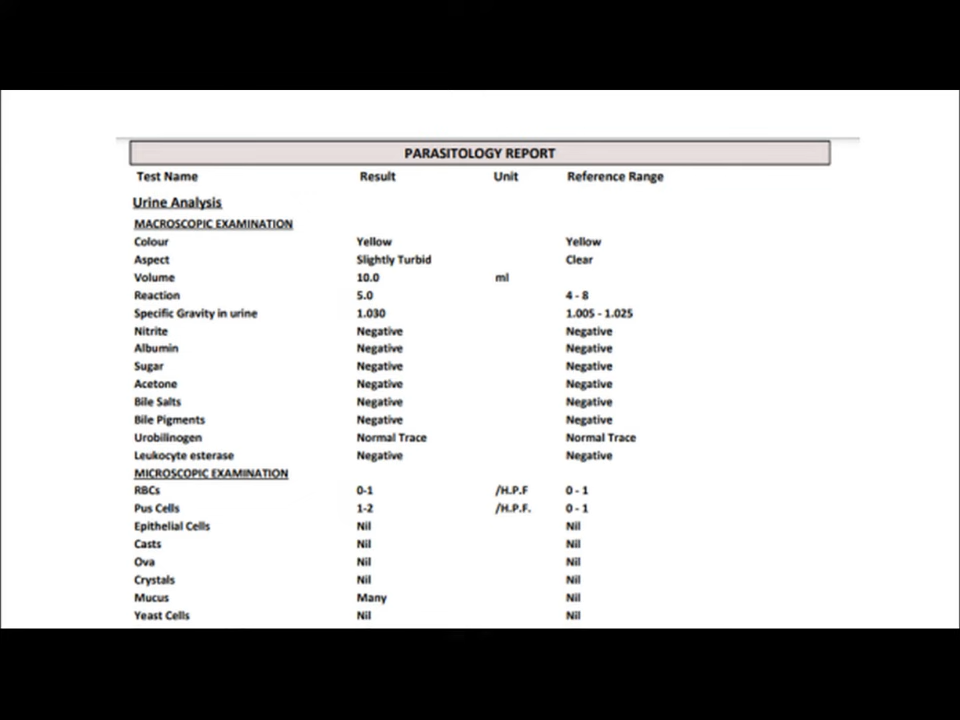 PARASITOLOGY REPORT
Test Name Result Unit Reference Range
Urine Analysis
MACROSCOPIC EXAMINATION
Colour Yellow Yellow
Aspect Slightly Turbid Clear
Volume 10.0 ml
Reaction 5.0 4 - 8
Specific Gravity in urine 1.030 1.005 - 1.025
Nitrite Negative Negative
Albumin Negative Negative
Sugar Negative Negative
Acetone Negative Negative
Bile Salts Negative Negative
Bile Pigments Negative Negative
Urobilinogen Normal Trace Normal Trace
Leukocyte esterase Negative Negative
MICROSCOPIC EXAMINATION
RBCs 0-1 /H.P.F 0 - 1
Pus Cells 1-2 /H.P.F. 0 - 1
Epithelial Cells Nil Nil
Casts Nil Nil
Ova Nil Nil
Crystals Nil Nil
Mucus Many Nil
Yeast Cells Nil Nil